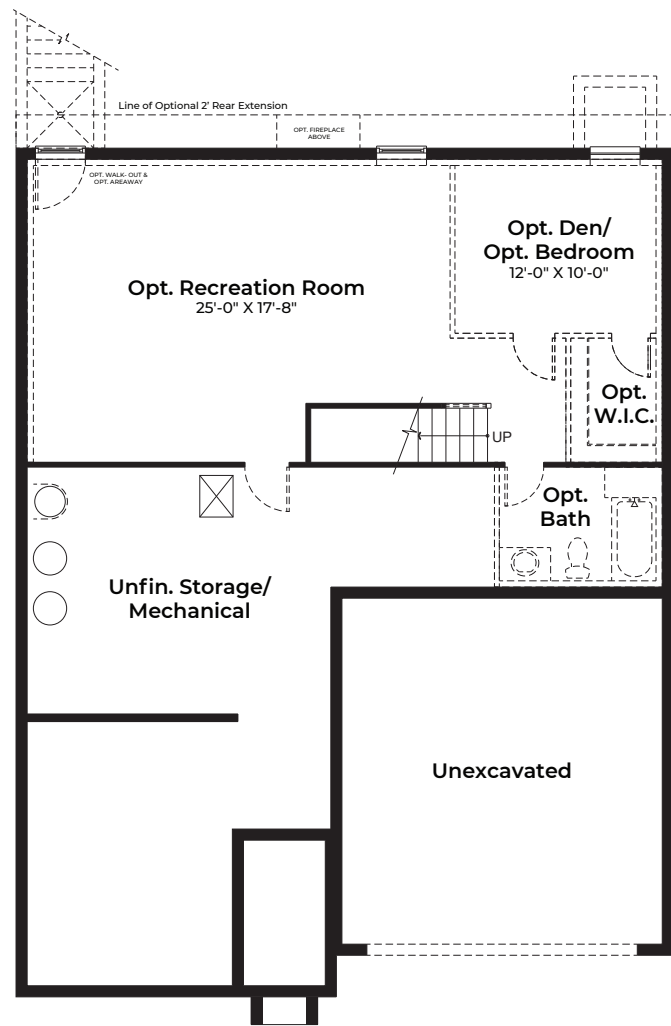 Line of Optional 2' Rear Extension
OPT. FIREPLACE
ABOVE
OPT. WALK- OUT &
OPT. AREAWAY
Opt. Den/
Opt. Bedroom
12'-0" X 10'-0"
Opt. Recreation Room
25'-0" X 17'-8"
Opt.
W.I.C.
UP
Opt.
Bath
Unfin. Storage/
Mechanical
Unexcavated